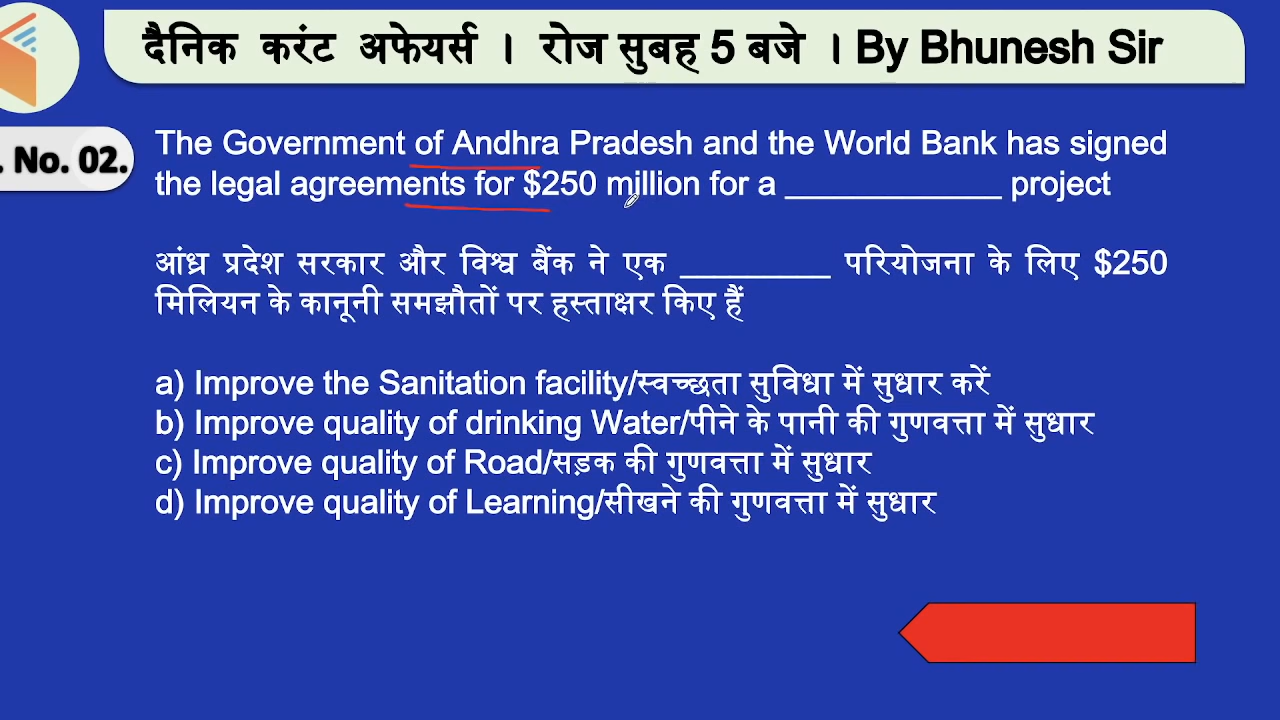 दैनिक करंट अफेयर्स । रोज सुबह 5 बजे । By Bhunesh Sir
. No. 02.
The Government of Andhra Pradesh and the World Bank has signed
the legal agreements for $250 million for a ____________ project
आंध्र प्रदेश सरकार और विश्व बैंक ने एक _________ परियोजना के लिए $250
मिलियन के कानूनी समझौतों पर हस्ताक्षर किए हैं
a) Improve the Sanitation facility/स्वच्छता सुविधा में सुधार करें
b) Improve quality of drinking Water/पीने के पानी की गुणवत्ता में सुधार
c) Improve quality of Road/सड़क की गुणवत्ता में सुधार
d) Improve quality of Learning/सीखने की गुणवत्ता में सुधार